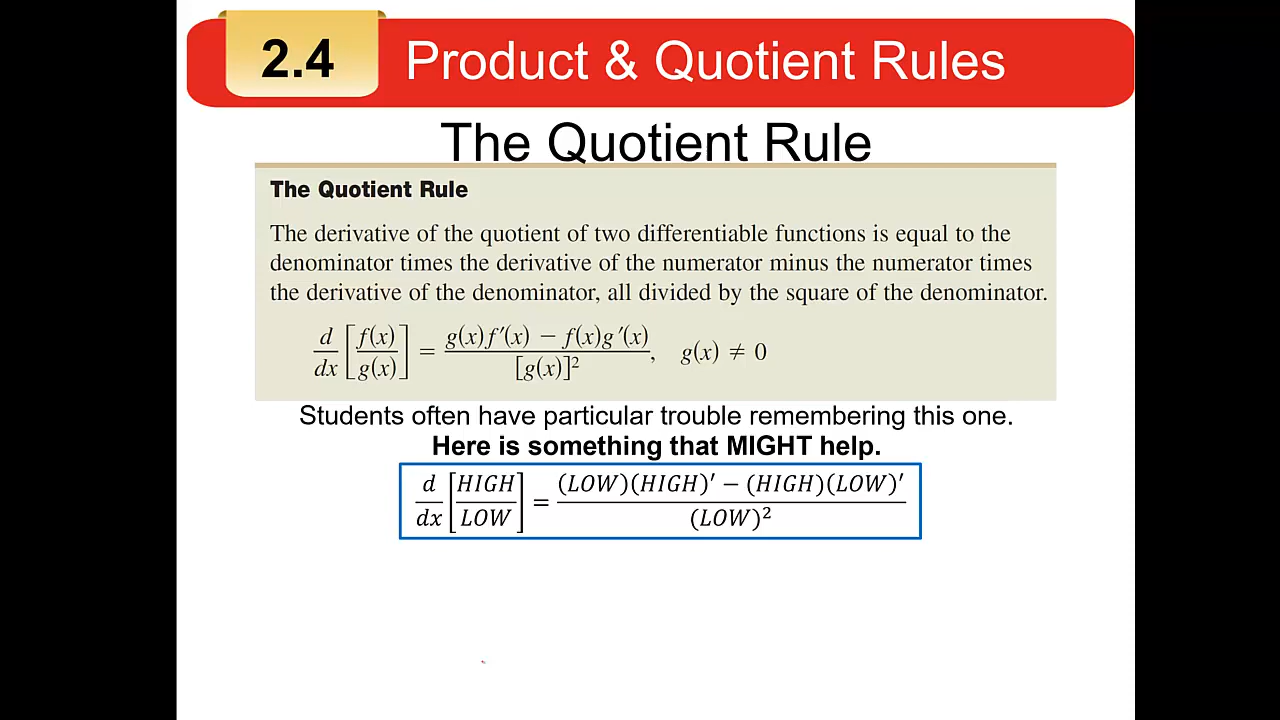 2.4 Product & Quotient Rules
The Quotient Rule
The Quotient Rule
The derivative of the quotient of two differentiable functions is equal to the
denominator times the derivative of the numerator minus the numerator times
the derivative of the denominator, all divided by the square of the denominator.
d/dx [f(x)/g(x)] = g(x)f′(x) − f(x)g′(x)/[g(x)]², g(x) ≠ 0
Students often have particular trouble remembering this one.
Here is something that MIGHT help.
d/dx [HIGH/LOW] = (LOW)(HIGH)′ − (HIGH)(LOW)′/(LOW)²